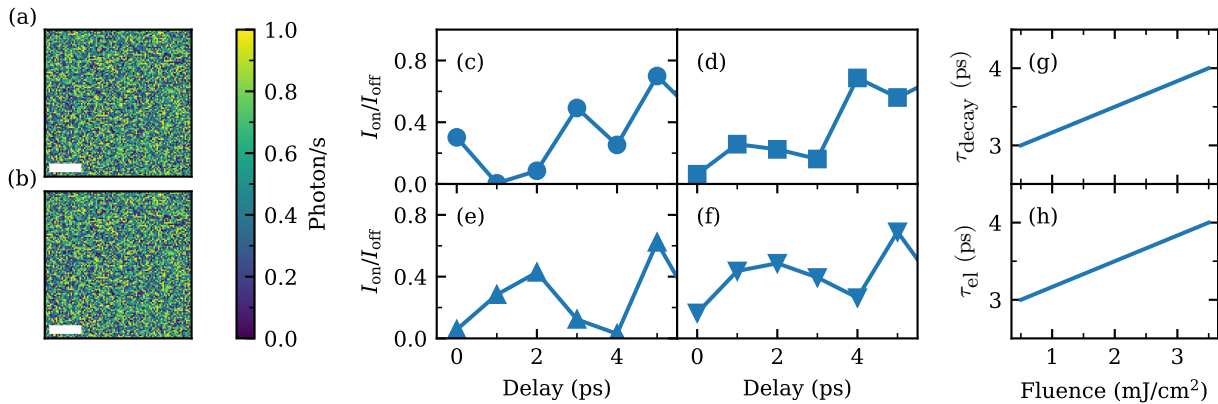 (a)
(b)
1.0
0.8
0.6
0.4
0.2
0.0
Photon/s
(c)
(d)
0.8
0.4
0.0
I_on/I_off
(e)
(f)
0.8
0.4
0.0
I_on/I_off
0 2 4
0 2 4
Delay (ps)
Delay (ps)
(g)
4
3
τ_decay (ps)
(h)
4
3
τ_el (ps)
1 2 3
Fluence (mJ/cm²)